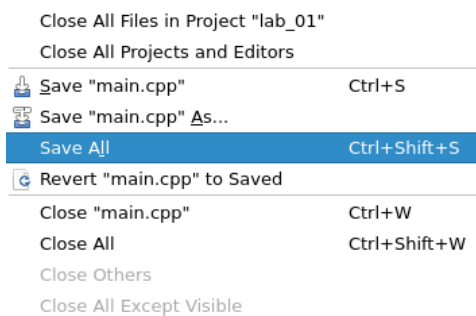 Close All Files in Project "lab_01"
Close All Projects and Editors
Save "main.cpp" Ctrl+S
Save "main.cpp" As...
Save All Ctrl+Shift+S
Revert "main.cpp" to Saved
Close "main.cpp" Ctrl+W
Close All Ctrl+Shift+W
Close Others
Close All Except Visible